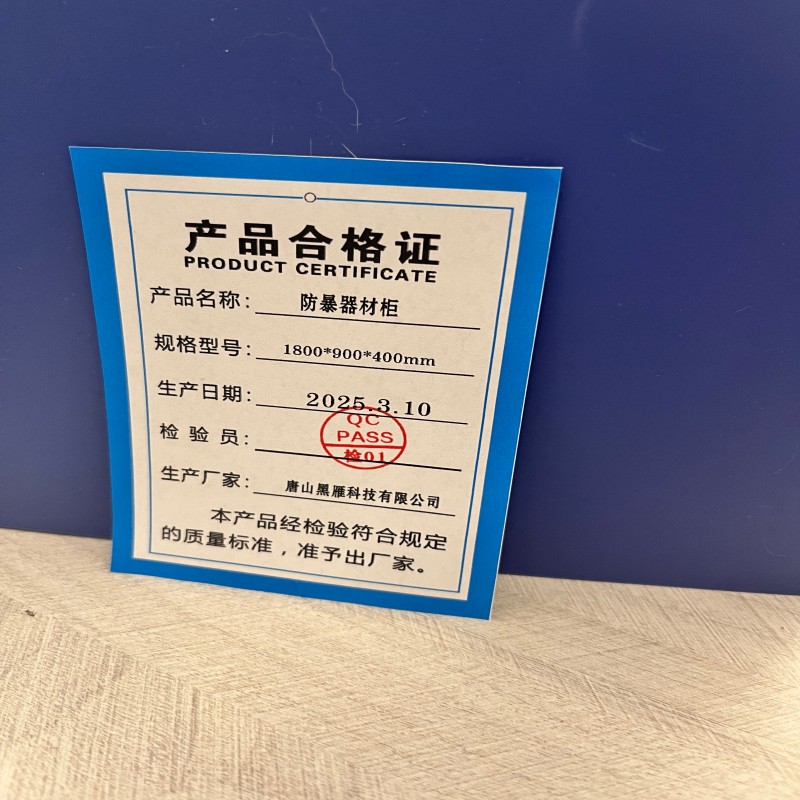 产品合格证
PRODUCT CERTIFICATE
产品名称：防暴器材柜
规格型号：1800*900*400mm
生产日期：2025.3.10
检验员：
QC
PASS
检01
生产厂家：唐山黑雁科技有限公司
本产品经检验符合规定
的质量标准，准予出厂家。